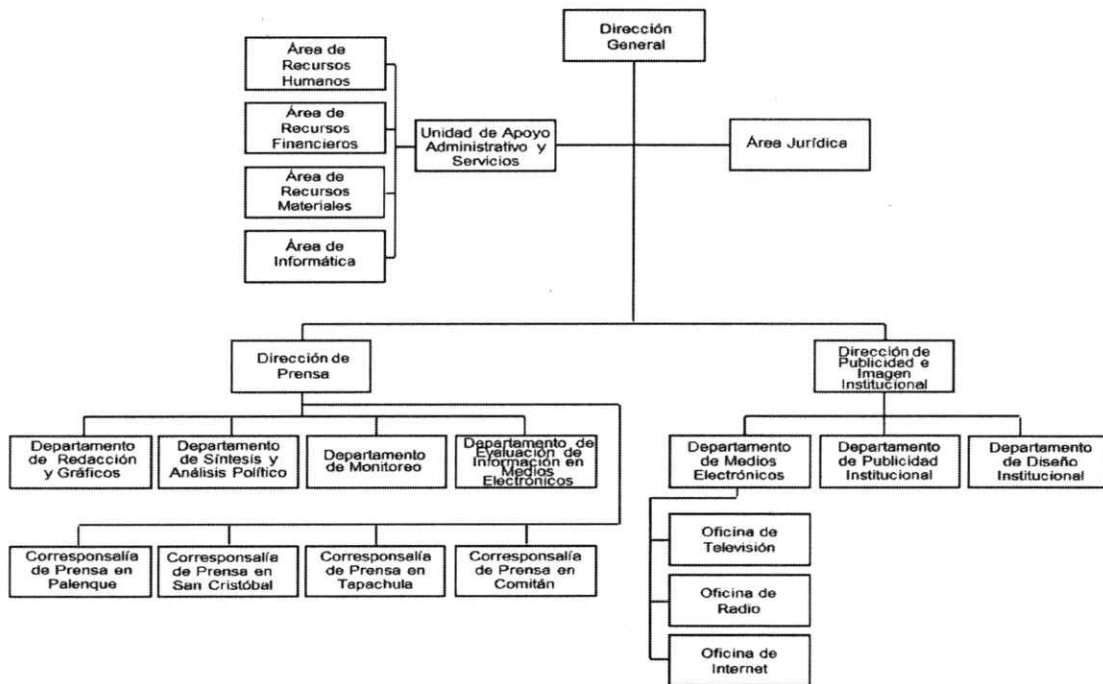 Dirección
General
Área de
Recursos
Humanos
Área de
Recursos
Financieros
Área de
Recursos
Materiales
Área de
Informática
Unidad de Apoyo
Administrativo y
Servicios
Área Jurídica
Dirección de
Prensa
Dirección de
Publicidad e
Imagen
Institucional
Departamento
de Redacción
y Gráficos
Departamento
de Síntesis y
Análisis Político
Departamento
de Monitoreo
Departamento de
Evaluación de
Información en
Medios
Electrónicos
Departamento
de Medios
Electrónicos
Departamento
de Publicidad
Institucional
Departamento
de Diseño
Institucional
Corresponsalía
de Prensa en
Palenque
Corresponsalía
de Prensa en
San Cristóbal
Corresponsalía
de Prensa en
Tapachula
Corresponsalía
de Prensa en
Comitán
Oficina de
Televisión
Oficina de
Radio
Oficina de
Internet